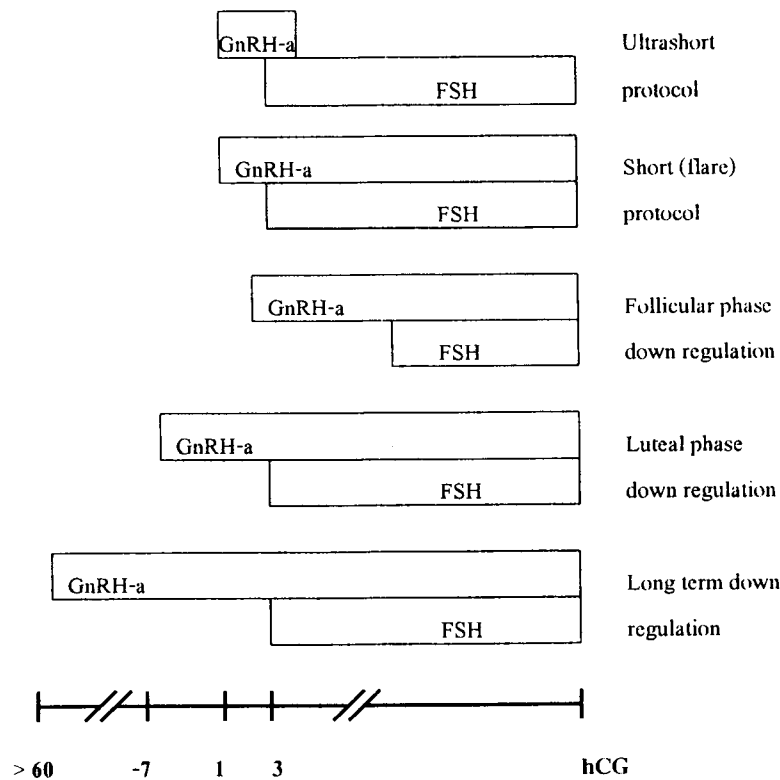 GnRH-a
Ultrashort
FSH
protocol
GnRH-a
Short (flare)
FSH
protocol
GnRH-a
Follicular phase
FSH
down regulation
GnRH-a
Luteal phase
FSH
down regulation
GnRH-a
Long term down
FSH
regulation
> 60 -7 1 3 hCG